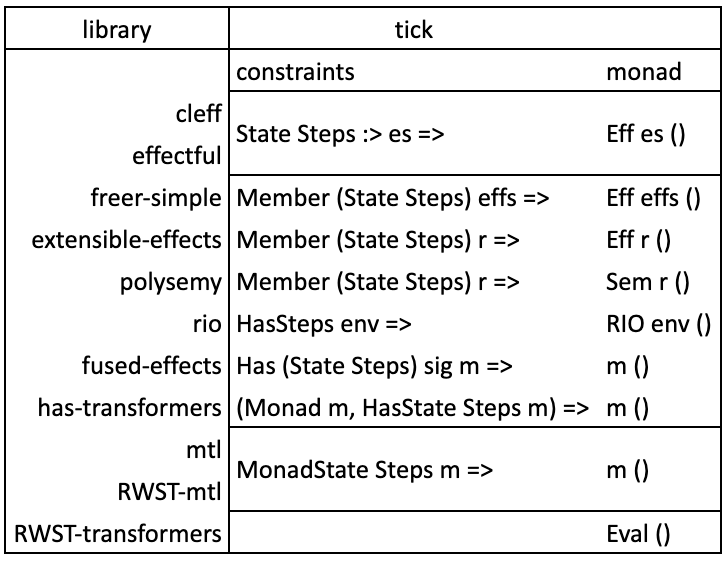 library tick
constraints monad
cleff
State Steps :> es => Eff es ()
effectful
freer-simple Member (State Steps) effs => Eff effs ()
extensible-effects Member (State Steps) r => Eff r ()
polysemy Member (State Steps) r => Sem r ()
rio HasSteps env => RIO env ()
fused-effects Has (State Steps) sig m => m ()
has-transformers (Monad m, HasState Steps m) => m ()
mtl
MonadState Steps m => m ()
RWST-mtl
RWST-transformers Eval ()